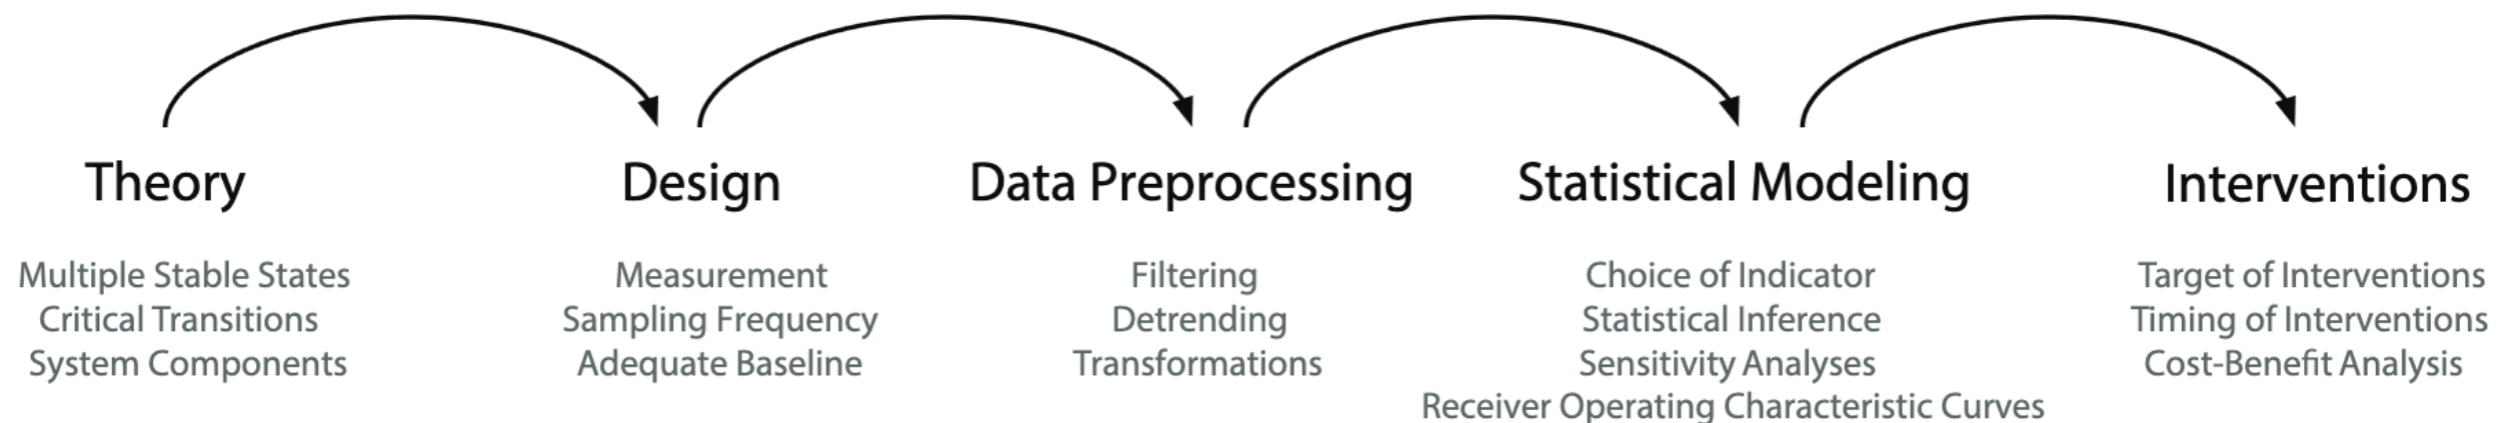 Theory
Multiple Stable States
Critical Transitions
System Components
Design
Measurement
Sampling Frequency
Adequate Baseline
Data Preprocessing
Filtering
Detrending
Transformations
Statistical Modeling
Choice of Indicator
Statistical Inference
Sensitivity Analyses
Receiver Operating Characteristic Curves
Interventions
Target of Interventions
Timing of Interventions
Cost-Benefit Analysis